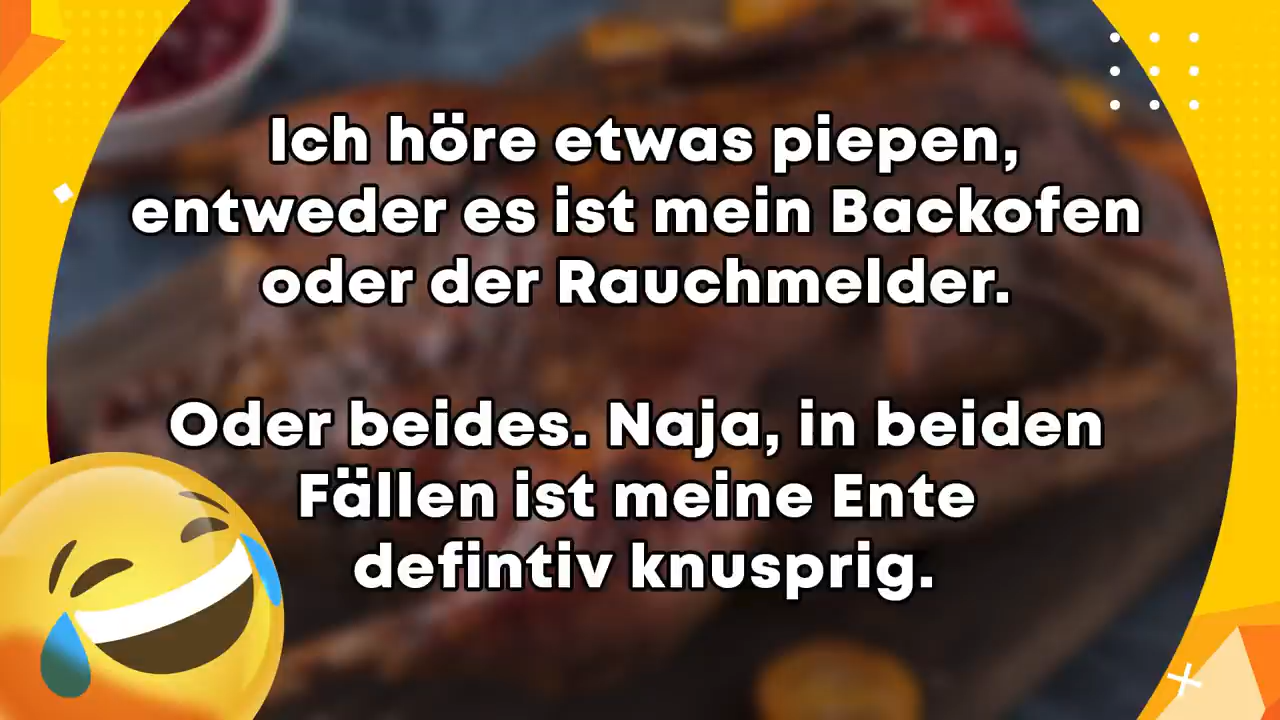 Ich höre etwas piepen,
entweder es ist mein Backofen
oder der Rauchmelder.
Oder beides. Naja, in beiden
Fällen ist meine Ente
defintiv knusprig.